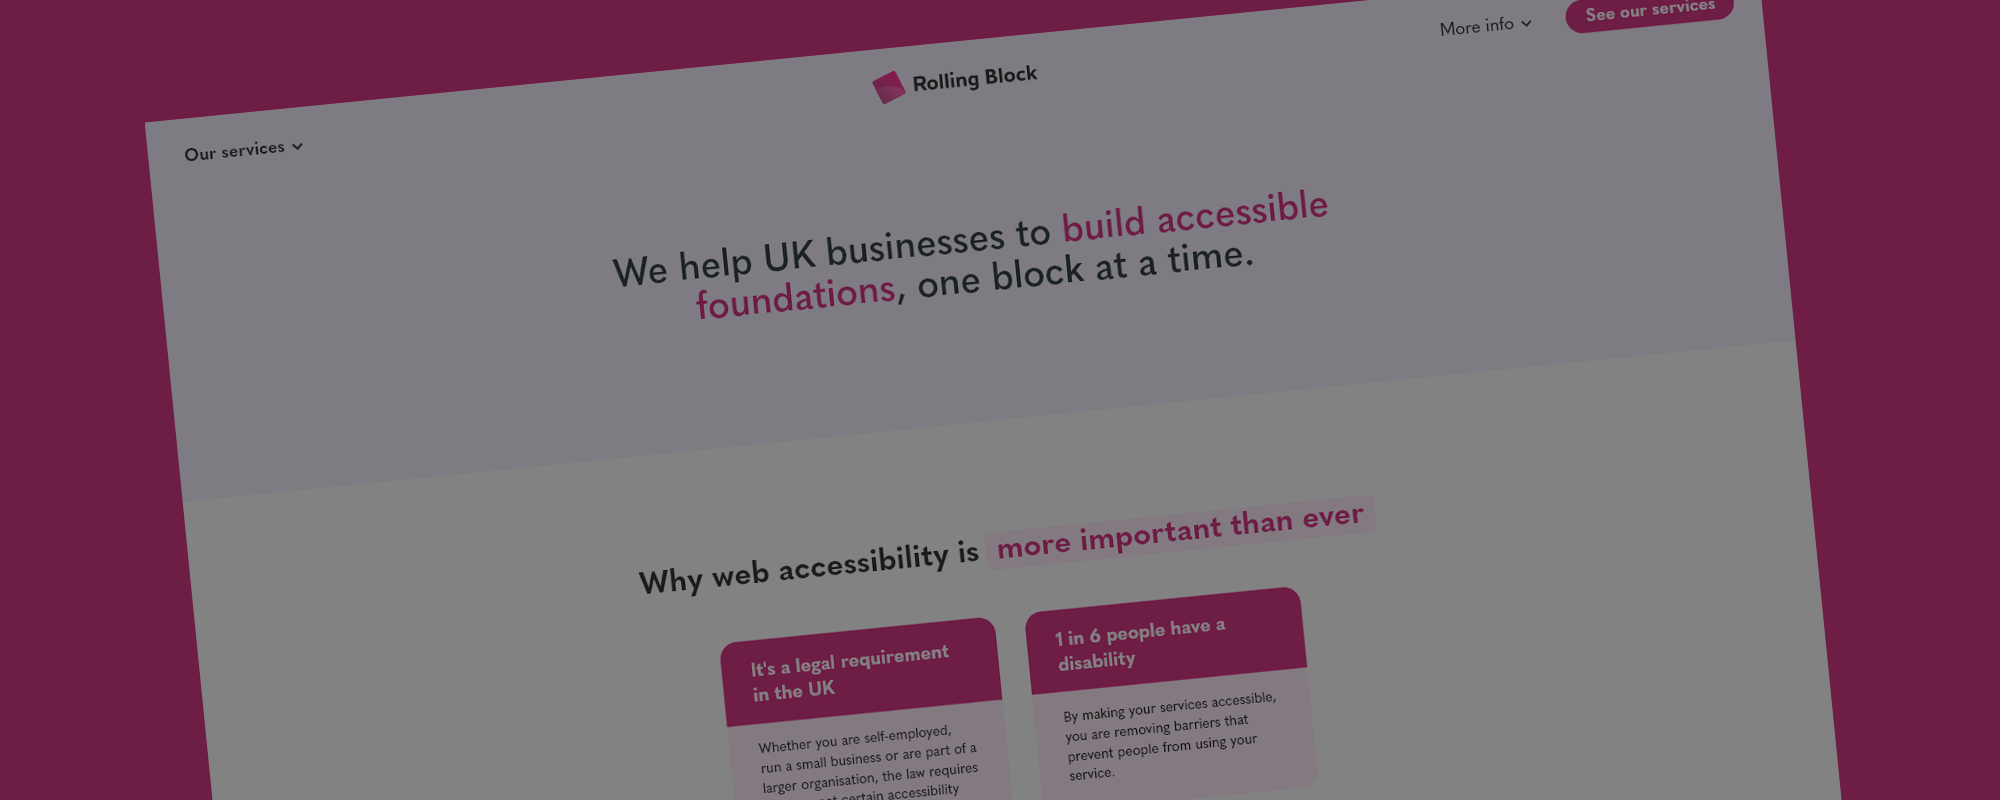 Our services
Rolling Block
More info
See our services
We help UK businesses to build accessible
foundations, one block at a time.
Why web accessibility is more important than ever
It's a legal requirement
in the UK
Whether you are self-employed,
run a small business or are part of a
larger organisation, the law requires
certain accessibility
1 in 6 people have a
disability
By making your services accessible,
you are removing barriers that
prevent people from using your
service.